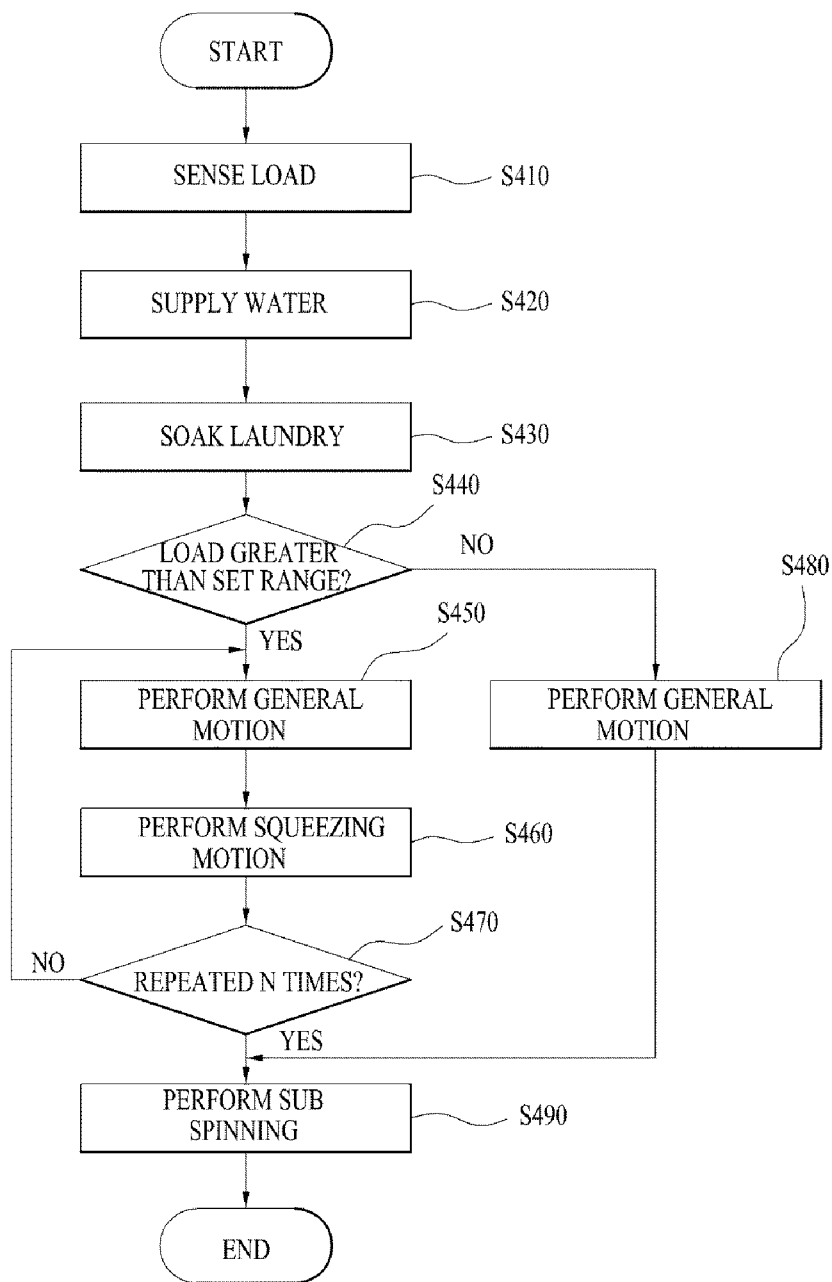 START
SENSE LOAD
S410
SUPPLY WATER
S420
SOAK LAUNDRY
S430
S440
LOAD GREATER
THAN SET RANGE?
NO
S480
YES
S450
PERFORM GENERAL
MOTION
PERFORM GENERAL
MOTION
PERFORM SQUEEZING
MOTION
S460
S470
NO
REPEATED N TIMES?
YES
PERFORM SUB
SPINNING
S490
END